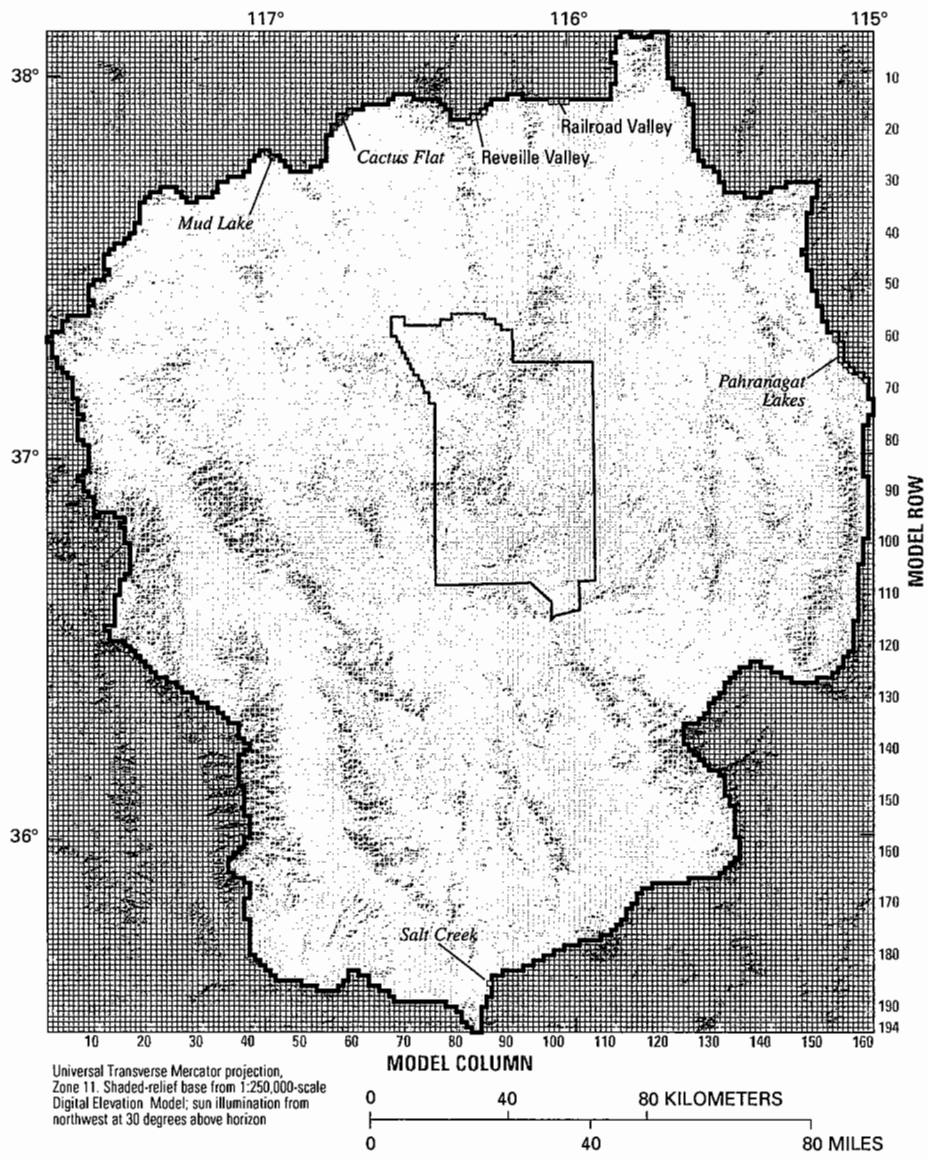 117° 116° 115°
38°
10
Railroad Valley
20
Cactus Flat
Reveille Valley
30
Mud Lake
40
50
60
Pahranagat
Lakes
70
80
37°
90
100
MODEL ROW
110
120
130
140
150
36°
160
170
Salt Creek
180
190
194
10 20 30 40 50 60 70 80 90 100 110 120 130 140 150 160
MODEL COLUMN
Universal Transverse Mercator projection,
Zone 11. Shaded-relief base from 1:250,000-scale
Digital Elevation Model; sun illumination from
northwest at 30 degrees above horizon
0 40 80 KILOMETERS
0 40 80 MILES